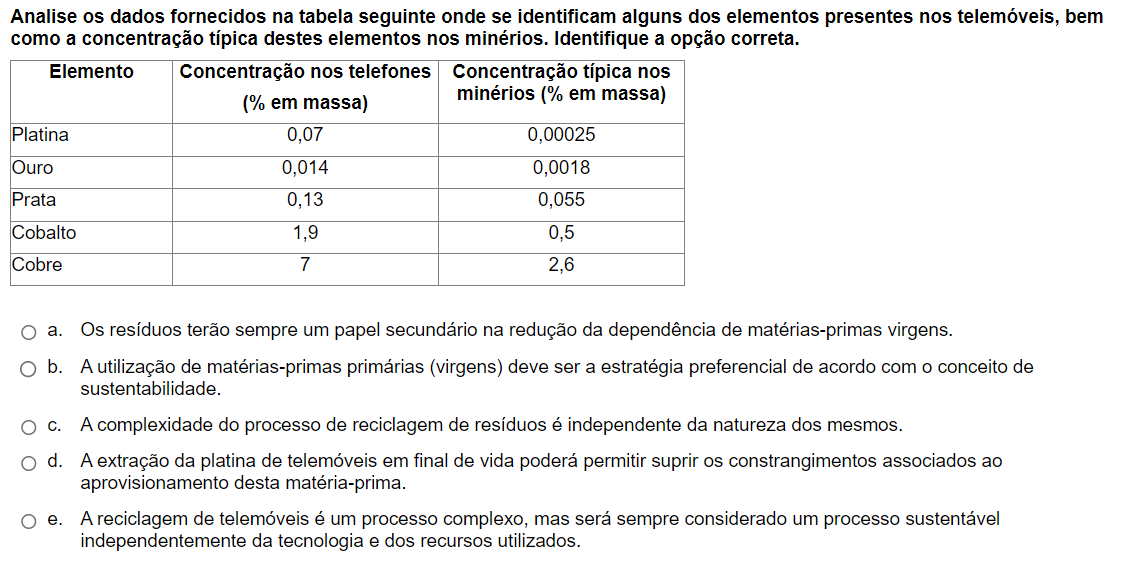 Analise os dados fornecidos na tabela seguinte onde se identificam alguns dos elementos presentes nos telemóveis, bem
como a concentração típica destes elementos nos minérios. Identifique a opção correta.
Elemento Concentração nos telefones Concentração típica nos
(% em massa) minérios (% em massa)
Platina 0,07 0,00025
Ouro 0,014 0,0018
Prata 0,13 0,055
Cobalto 1,9 0,5
Cobre 7 2,6
a. Os resíduos terão sempre um papel secundário na redução da dependência de matérias-primas virgens.
b. A utilização de matérias-primas primárias (virgens) deve ser a estratégia preferencial de acordo com o conceito de
sustentabilidade.
c. A complexidade do processo de reciclagem de resíduos é independente da natureza dos mesmos.
d. A extração da platina de telemóveis em final de vida poderá permitir suprir os constrangimentos associados ao
aprovisionamento desta matéria-prima.
e. A reciclagem de telemóveis é um processo complexo, mas será sempre considerado um processo sustentável
independentemente da tecnologia e dos recursos utilizados.